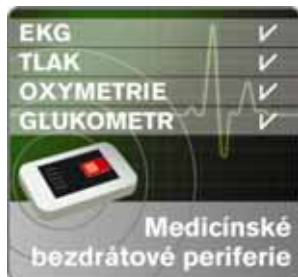 EKG ✓
TLAK ✓
OXYMETRIE ✓
GLUKOMETR ✓
Medicínské
bezdrátové periferie